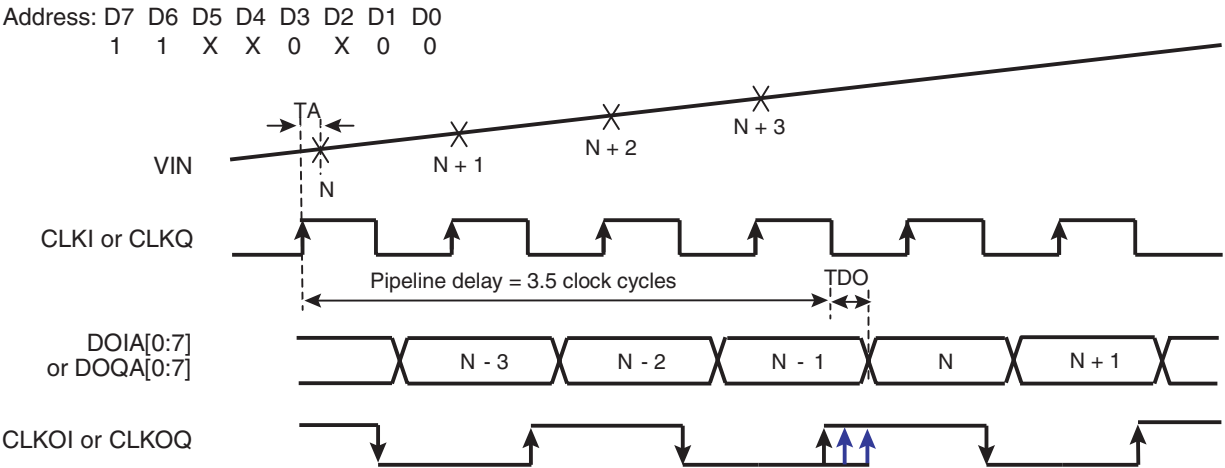 Address: D7 D6 D5 D4 D3 D2 D1 D0
1 1 X X 0 X 0 0
TA
VIN
N
N + 1
N + 2
N + 3
CLKI or CLKQ
Pipeline delay = 3.5 clock cycles
TDO
DOIA[0:7]
or DOQA[0:7]
N - 3
N - 2
N - 1
N
N + 1
CLKOI or CLKOQ